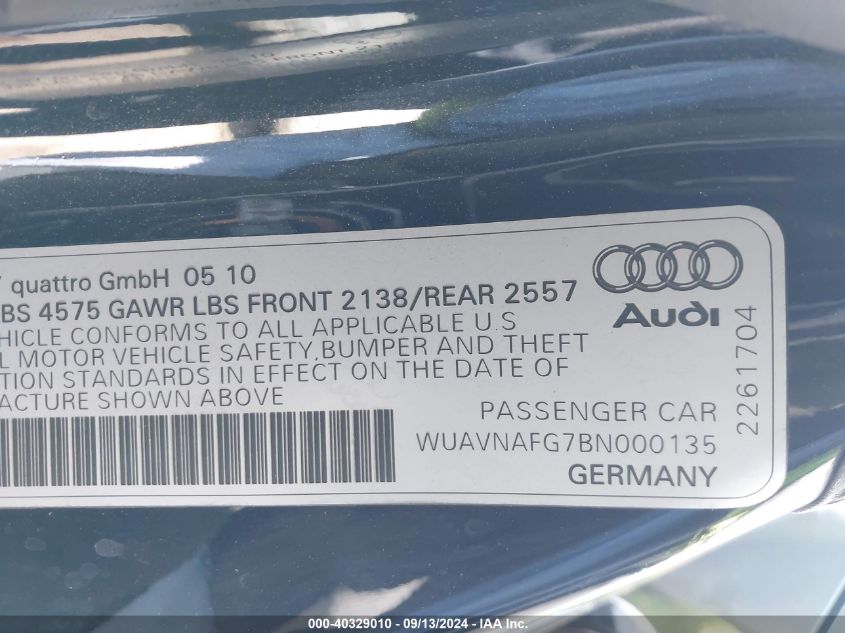 quattro GmbH 05 10
BS 4575 GAWR LBS FRONT 2138/REAR 2557
EHICLE CONFORMS TO ALL APPLICABLE U.S
L MOTOR VEHICLE SAFETY,BUMPER AND THEFT
TION STANDARDS IN EFFECT ON THE DATE OF
ACTURE SHOWN ABOVE
Audi
2261704
PASSENGER CAR
WUAVNAFG7BN000135
GERMANY
000-40329010 - 09/13/2024 - IAA, Inc.